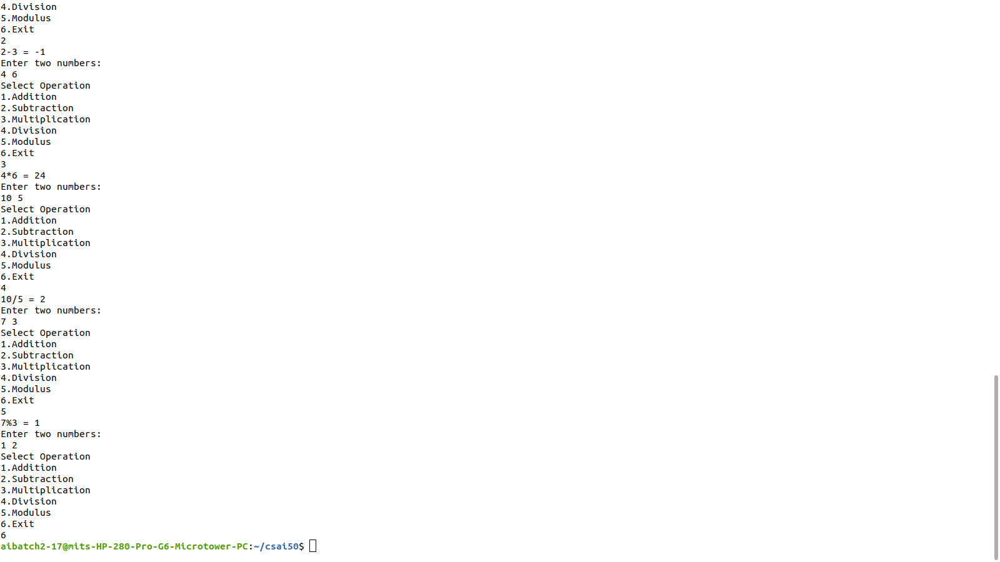 4.Division
5.Modulus
6.Exit
2
2-3 = -1
Enter two numbers:
4 6
Select Operation
1.Addition
2.Subtraction
3.Multiplication
4.Division
5.Modulus
6.Exit
3
4*6 = 24
Enter two numbers:
10 5
Select Operation
1.Addition
2.Subtraction
3.Multiplication
4.Division
5.Modulus
6.Exit
4
10/5 = 2
Enter two numbers:
7 3
Select Operation
1.Addition
2.Subtraction
3.Multiplication
4.Division
5.Modulus
6.Exit
5
7%3 = 1
Enter two numbers:
1 2
Select Operation
1.Addition
2.Subtraction
3.Multiplication
4.Division
5.Modulus
6.Exit
6
aibatch2-17@mits-HP-280-Pro-G6-Microtower-PC:~/csai50$